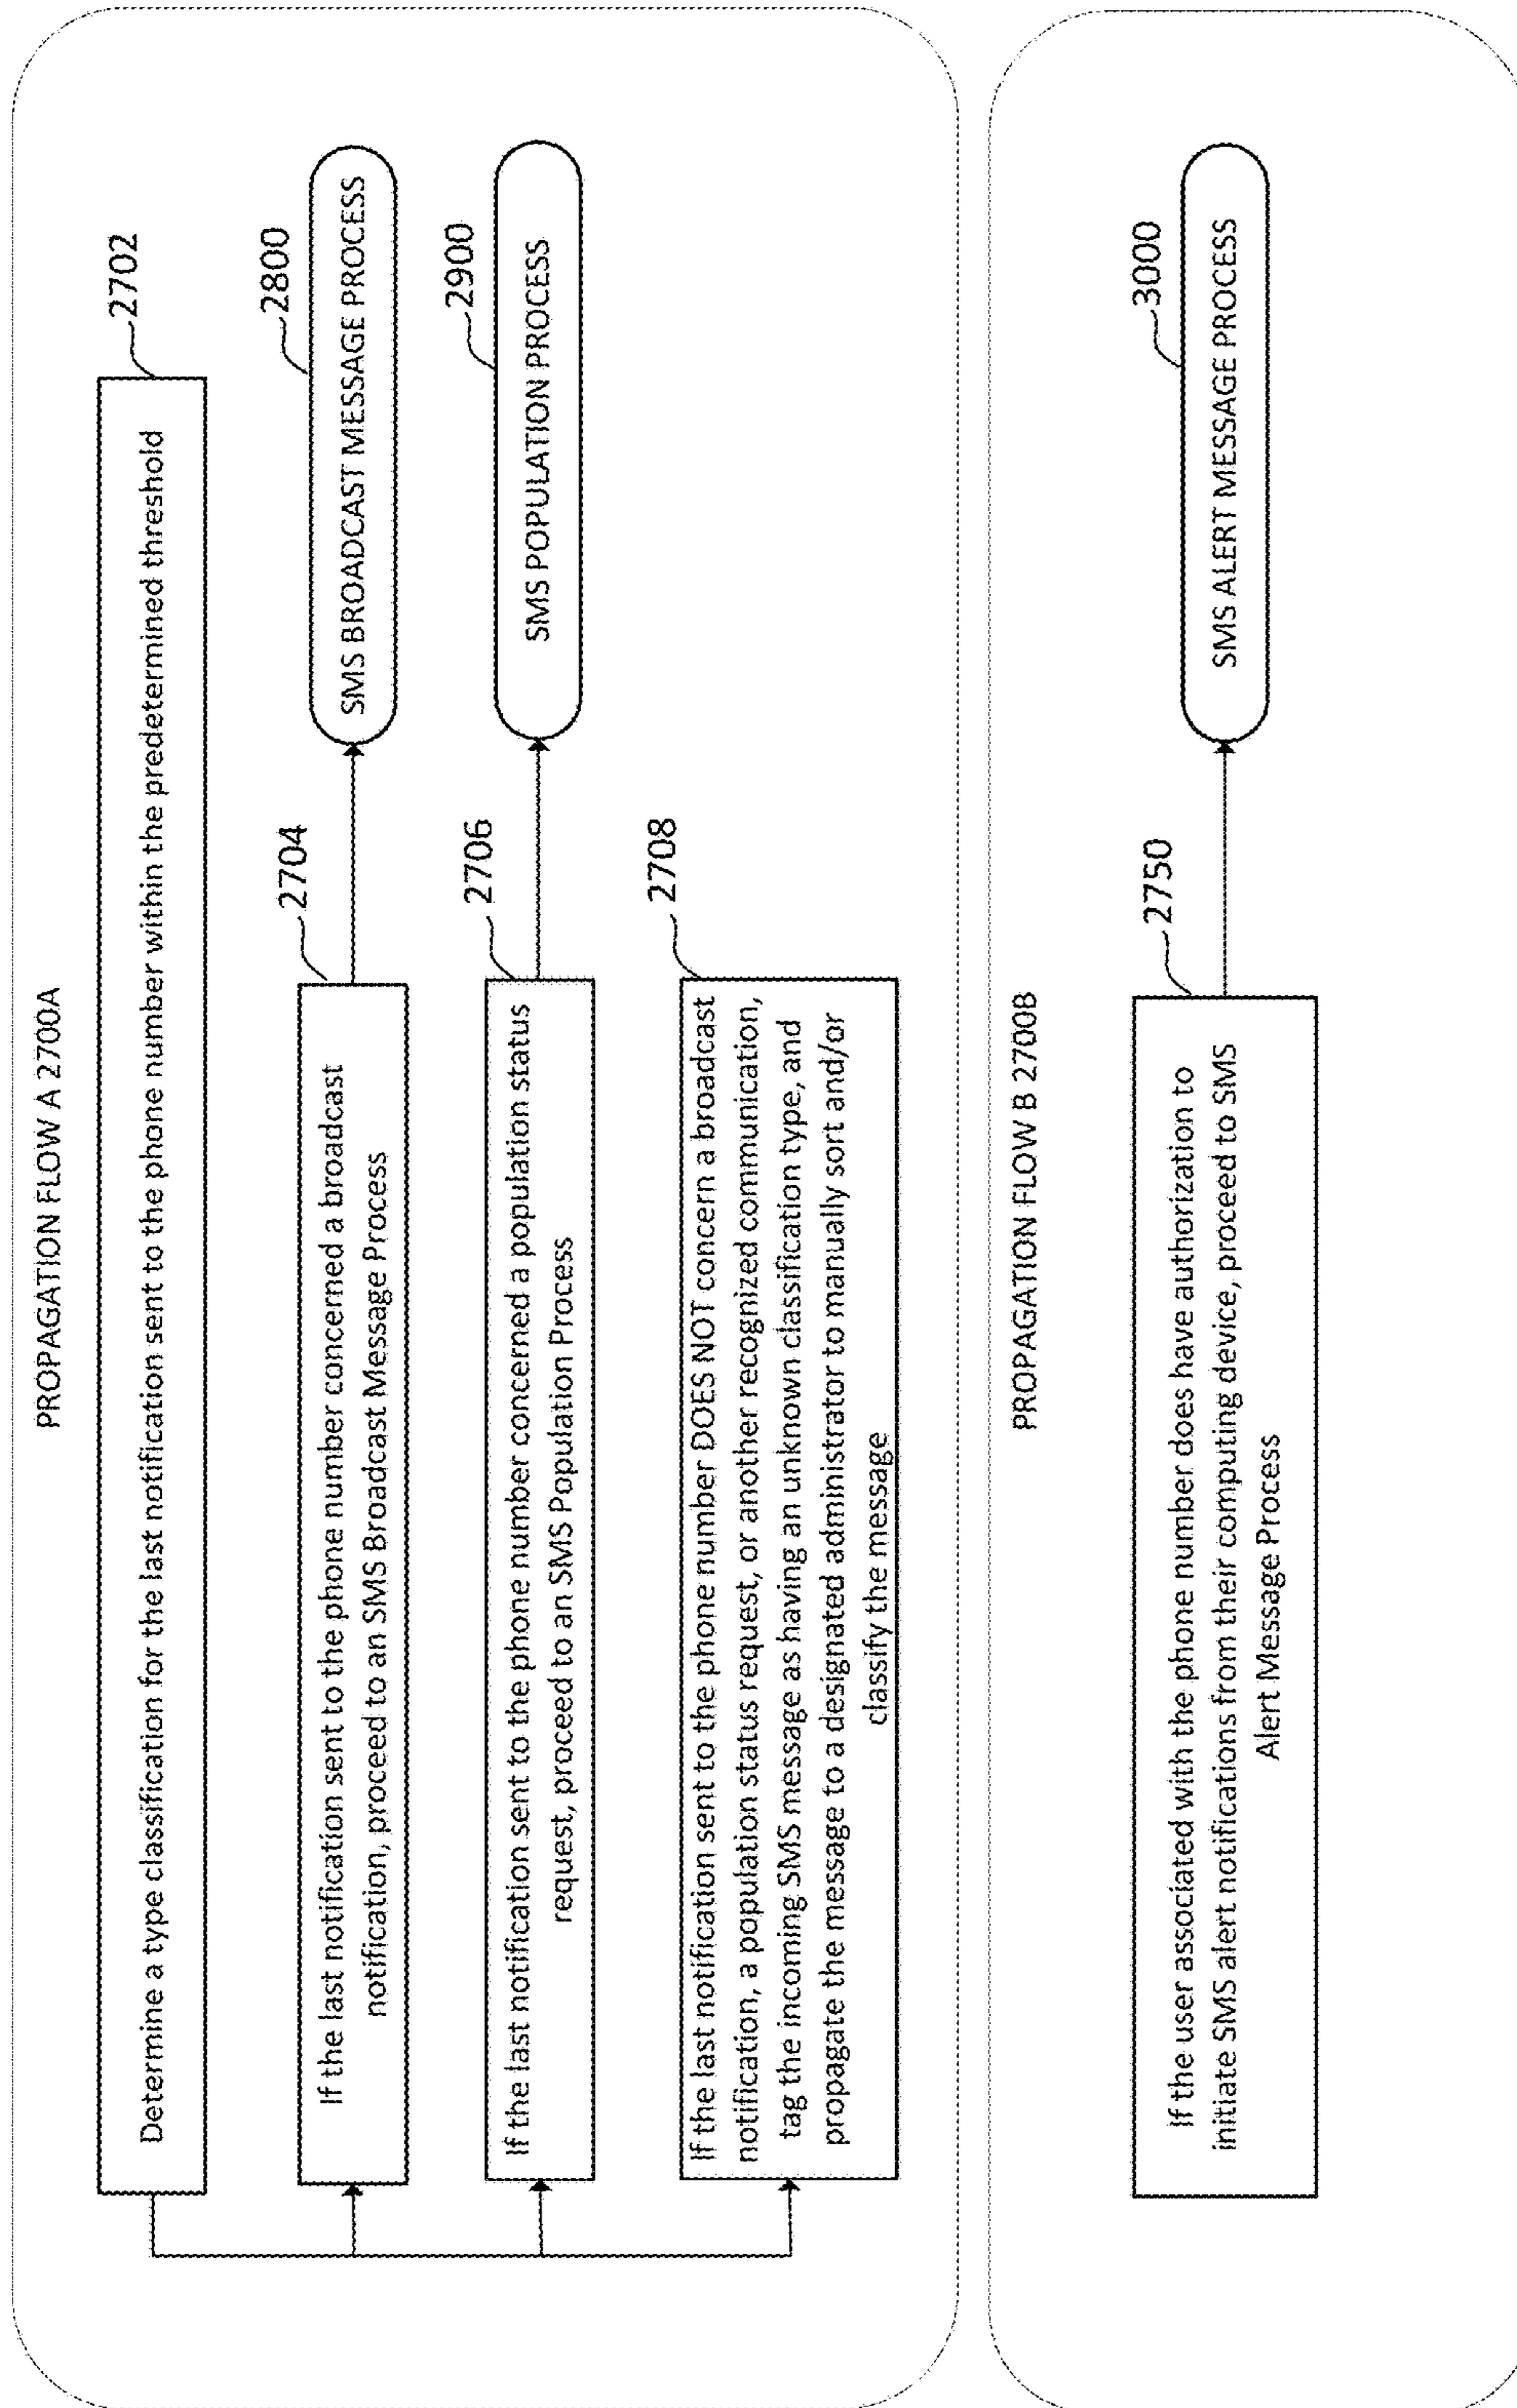 PROPAGATION FLOW A 2700A
2702
Determine a type classification for the last notification sent to the phone number within the predetermined threshold
2704
If the last notification sent to the phone number concerned a broadcast
notification, proceed to an SMS Broadcast Message Process
2800
SMS BROADCAST MESSAGE PROCESS
2706
If the last notification sent to the phone number concerned a population status
request, proceed to an SMS Population Process
2900
SMS POPULATION PROCESS
2708
If the last notification sent to the phone number DOES NOT concern a broadcast
notification, a population status request, or another recognized communication,
tag the incoming SMS message as having an unknown classification type, and
propagate the message to a designated administrator to manually sort and/or
classify the message
PROPAGATION FLOW B 2700B
2750
If the user associated with the phone number does have authorization to
initiate SMS alert notifications from their computing device, proceed to SMS
Alert Message Process
3000
SMS ALERT MESSAGE PROCESS